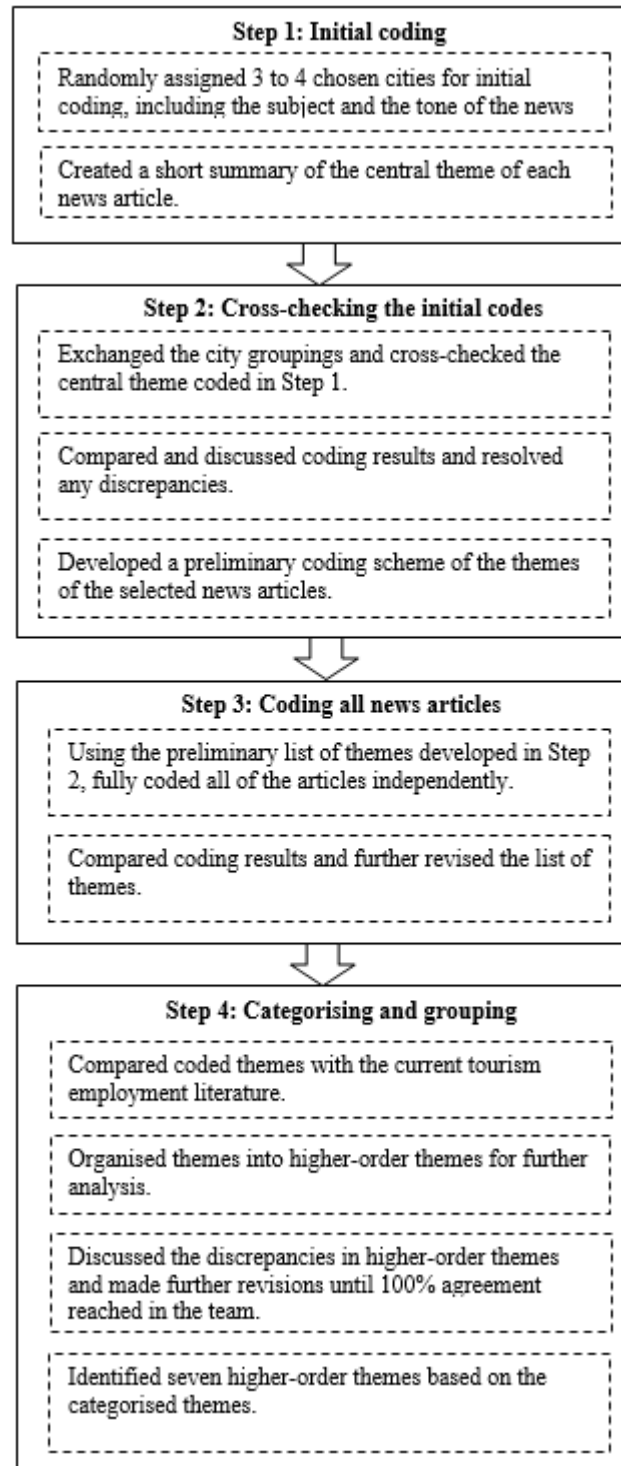 Step 1: Initial coding
Randomly assigned 3 to 4 chosen cities for initial
coding, including the subject and the tone of the news
Created a short summary of the central theme of each
news article.
Step 2: Cross-checking the initial codes
Exchanged the city groupings and cross-checked the
central theme coded in Step 1.
Compared and discussed coding results and resolved
any discrepancies.
Developed a preliminary coding scheme of the themes
of the selected news articles.
Step 3: Coding all news articles
Using the preliminary list of themes developed in Step
2, fully coded all of the articles independently.
Compared coding results and further revised the list of
themes.
Step 4: Categorising and grouping
Compared coded themes with the current tourism
employment literature.
Organised themes into higher-order themes for further
analysis.
Discussed the discrepancies in higher-order themes
and made further revisions until 100% agreement
reached in the team.
Identified seven higher-order themes based on the
categorised themes.